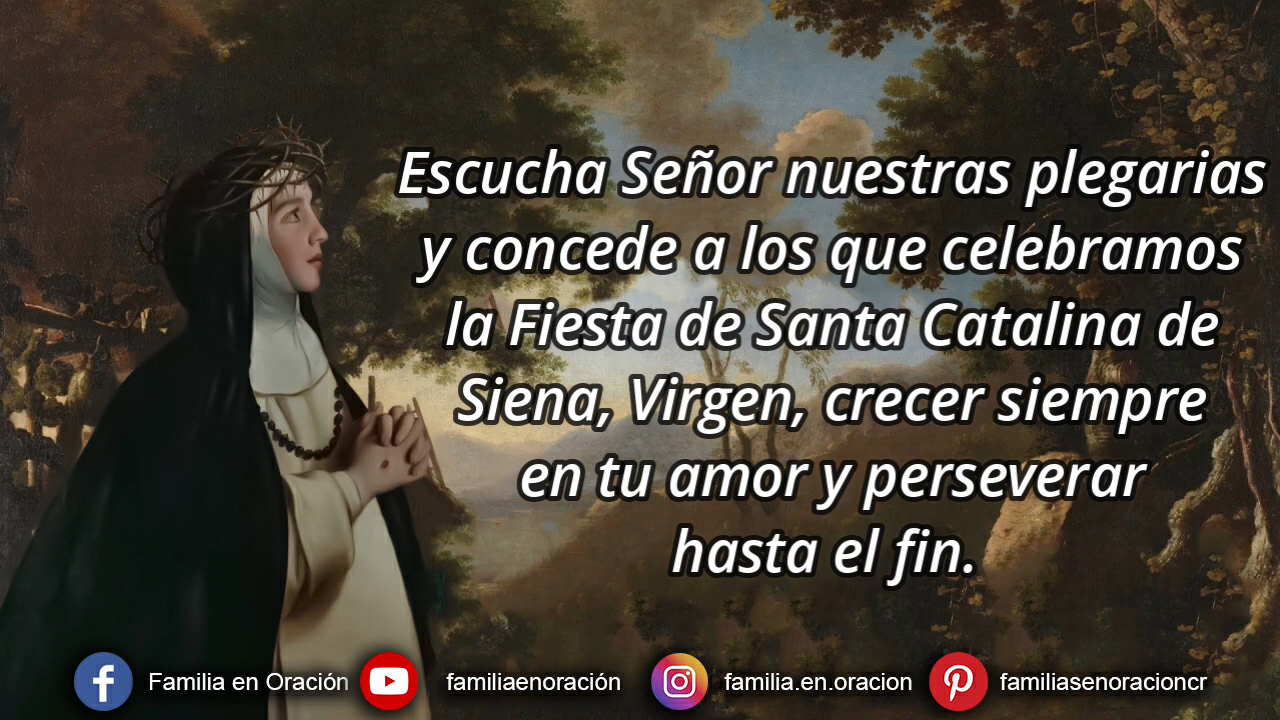 Escucha Señor nuestras plegarias
y concede a los que celebramos
la Fiesta de Santa Catalina de
Siena, Virgen, crecer siempre
en tu amor y perseverar
hasta el fin.
Familia en Oración familiaenoración familia.en.oracion familiasenoracioncr